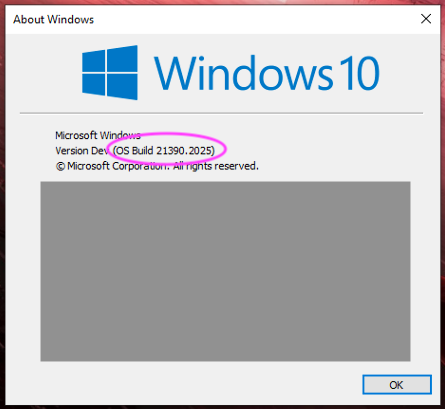 About Windows
Windows 10
Microsoft Windows
Version Dev (OS Build 21390.2025)
© Microsoft Corporation. All rights reserved.
OK